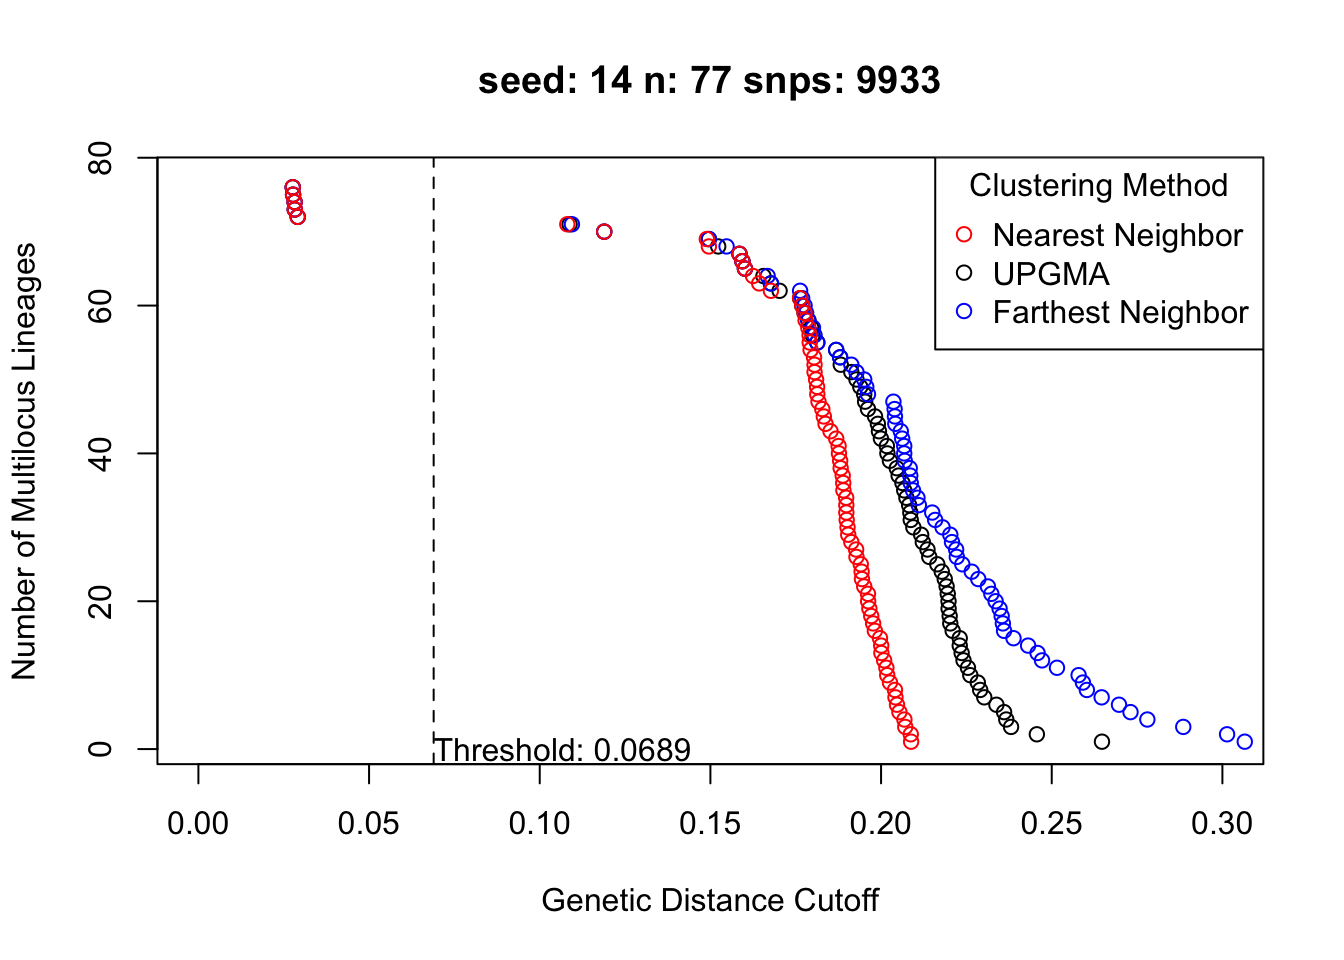 seed: 14 n: 77 snps: 9933
Number of Multilocus Lineages
80
60
40
20
0
Clustering Method
Nearest Neighbor
UPGMA
Farthest Neighbor
Threshold: 0.0689
0.00 0.05 0.10 0.15 0.20 0.25 0.30
Genetic Distance Cutoff